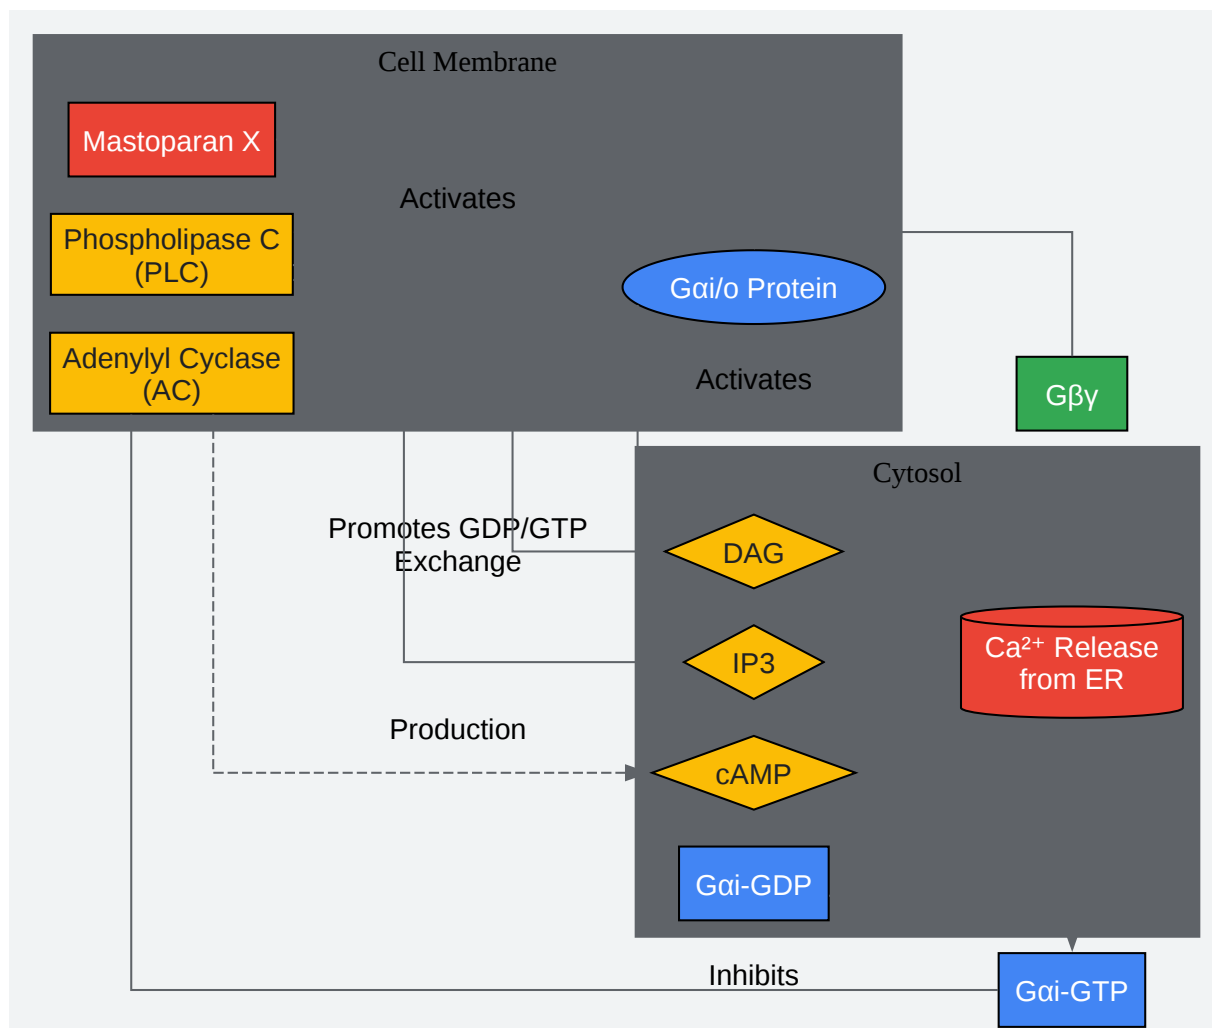 Cell Membrane
Mastoparan X
Activates
Phospholipase C
(PLC)
Gαi/o Protein
Adenylyl Cyclase
(AC)
Activates
Gβγ
Cytosol
Promotes GDP/GTP
Exchange
DAG
IP3
Ca²⁺ Release
from ER
Production
cAMP
Gαi-GDP
Inhibits
Gαi-GTP